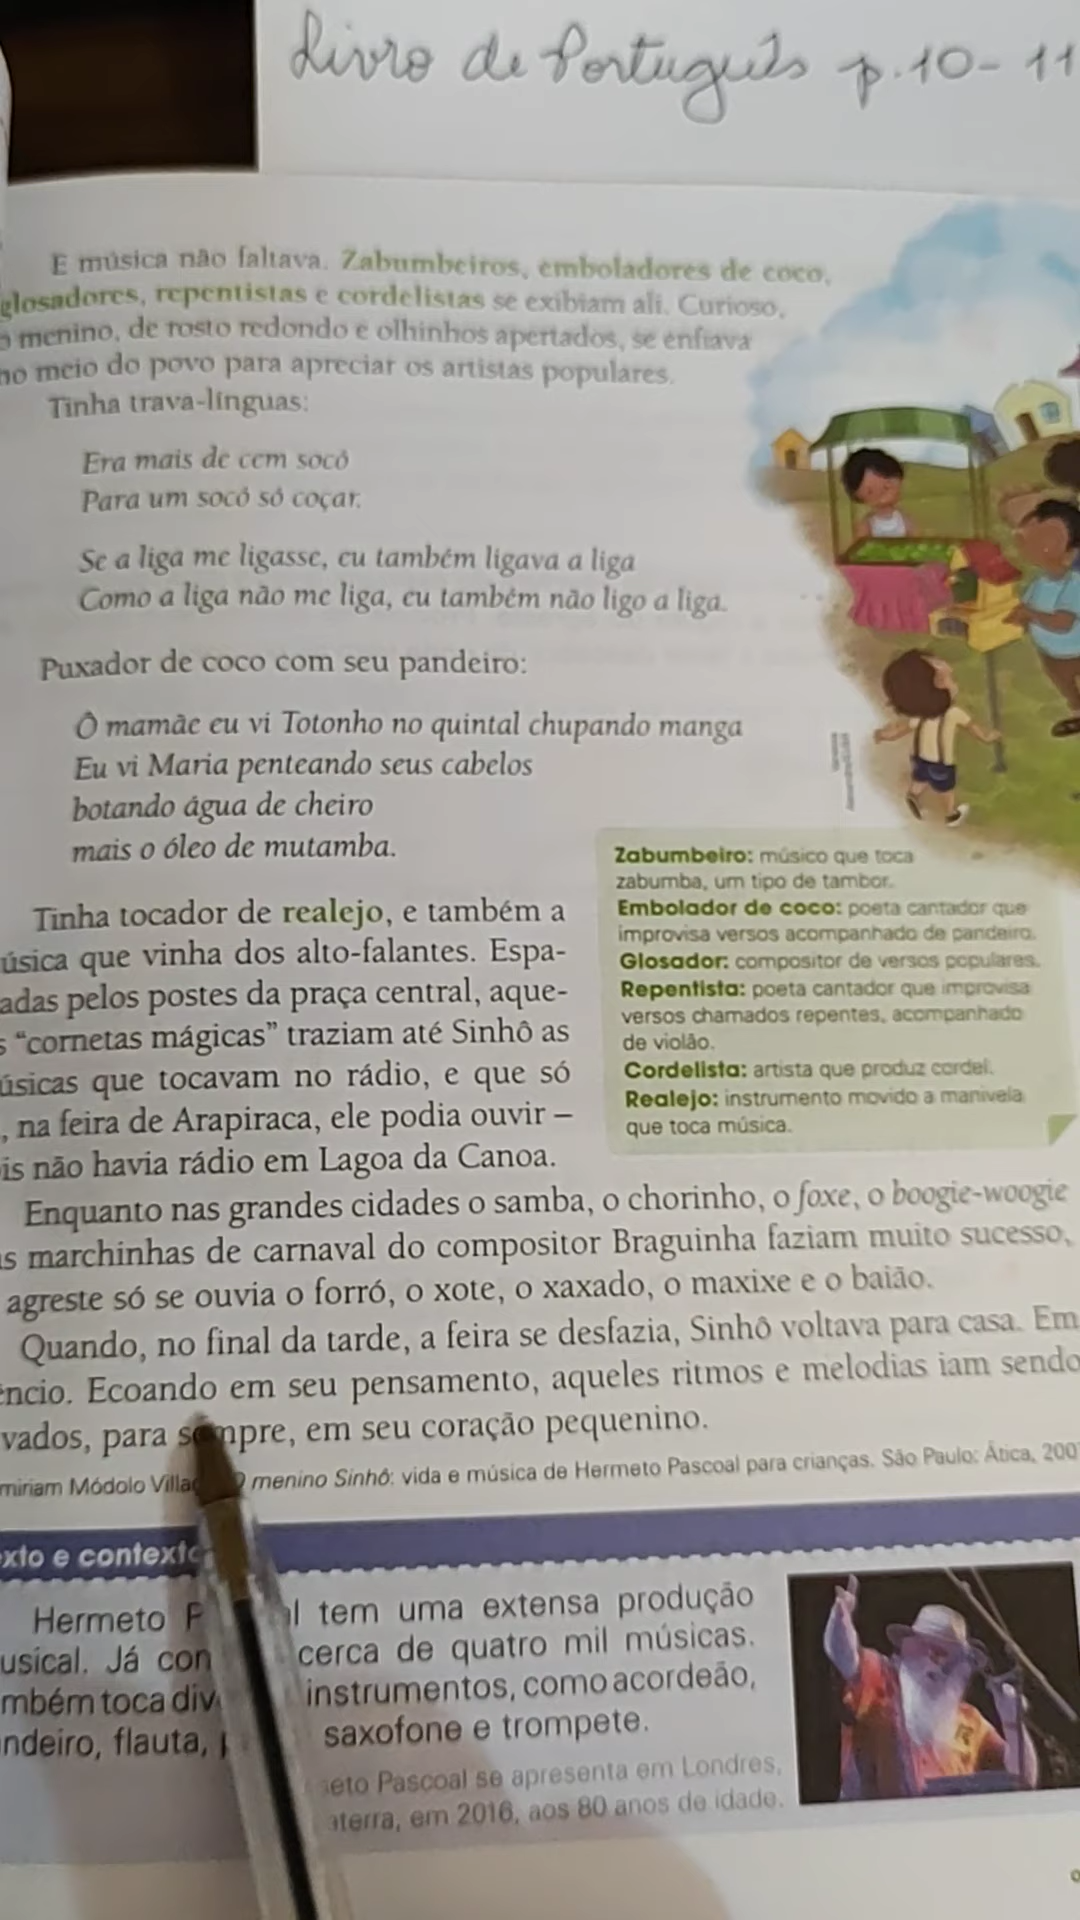 Livro de Português p. 10-11
E música não faltava. Zabumbeiros, emboladores de coco,
glosadores, repentistas e cordelistas se exibiam ali. Curioso,
o menino, de rosto redondo e olhinhos apertados, se enfiava
no meio do povo para apreciar os artistas populares.
Tinha trava-línguas:
Era mais de cem socó
Para um socó só coçar.
Se a liga me ligasse, eu também ligava a liga
Como a liga não me liga, eu também não ligo a liga.
Puxador de coco com seu pandeiro:
Ô mamãe eu vi Totonho no quintal chupando manga
Eu vi Maria penteando seus cabelos
botando água de cheiro
mais o óleo de mutamba.
Tinha tocador de realejo, e também a
úsica que vinha dos alto-falantes. Espa-
adas pelos postes da praça central, aque-
s “cornetas mágicas” traziam até Sinhô as
úsicas que tocavam no rádio, e que só
, na feira de Arapiraca, ele podia ouvir –
is não havia rádio em Lagoa da Canoa.
Zabumbeiro: músico que toca
zabumba, um tipo de tambor.
Embolador de coco: poeta cantador que
improvisa versos acompanhado de pandeiro.
Glosador: compositor de versos populares.
Repentista: poeta cantador que improvisa
versos chamados repentes, acompanhado
de violão.
Cordelista: artista que produz cordel.
Realejo: instrumento movido a manivela
que toca música.
Enquanto nas grandes cidades o samba, o chorinho, o foxe, o boogie-woogie
as marchinhas de carnaval do compositor Braguinha faziam muito sucesso,
agreste só se ouvia o forró, o xote, o xaxado, o maxixe e o baião.
Quando, no final da tarde, a feira se desfazia, Sinhô voltava para casa. Em
êncio. Ecoando em seu pensamento, aqueles ritmos e melodias iam sendo
vados, para sempre, em seu coração pequenino.
miriam Módolo Villa O menino Sinhô: vida e música de Hermeto Pascoal para crianças. São Paulo: Ática, 200
exto e contexto
Hermeto P al tem uma extensa produção
usical. Já con cerca de quatro mil músicas.
mbém toca div instrumentos, como acordeão,
ndeiro, flauta, saxofone e trompete.
eto Pascoal se apresenta em Londres,
aterra, em 2016, aos 80 anos de idade.